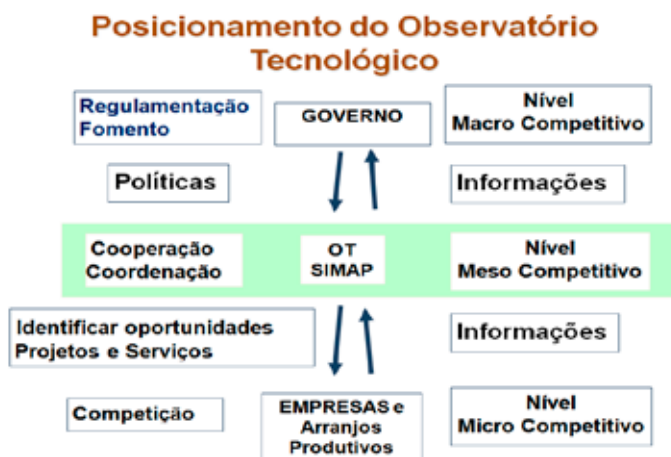 Posicionamento do Observatório
Tecnológico
Regulamentação
Fomento
GOVERNO
Nível
Macro Competitivo
Políticas
Informações
Cooperação
Coordenação
OT
SIMAP
Nível
Meso Competitivo
Identificar oportunidades
Projetos e Serviços
Informações
Competição
EMPRESAS e
Arranjos
Produtivos
Nível
Micro Competitivo